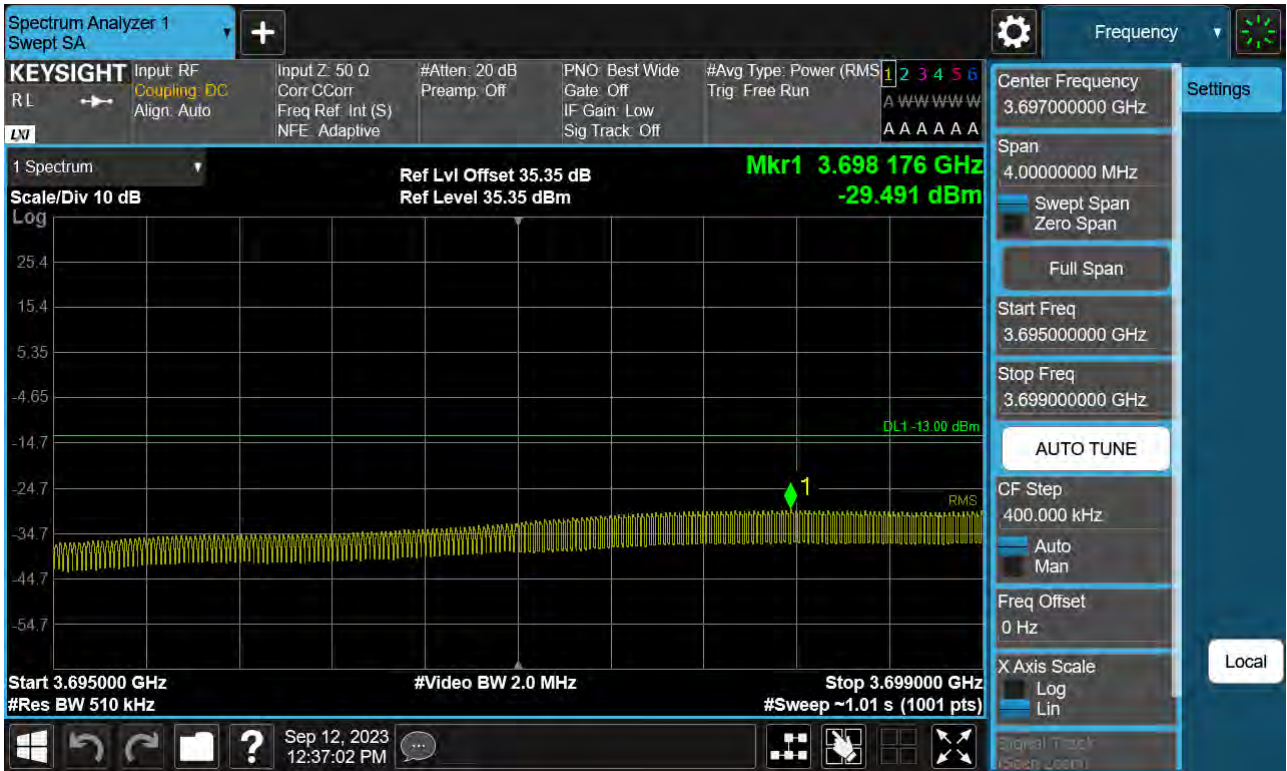 Spectrum Analyzer 1
Swept SA
+
Frequency
KEYSIGHT
RL
LXI
Input: RF
Coupling: DC
Align: Auto
Input Z: 50 Ω
Corr CCorr
Freq Ref: Int (S)
NFE: Adaptive
#Atten: 20 dB
Preamp: Off
PNO: Best Wide
Gate: Off
IF Gain: Low
Sig Track: Off
#Avg Type: Power (RMS
Trig: Free Run
1 2 3 4 5 6
A W W W W W
A A A A A A
1 Spectrum
Scale/Div 10 dB
Log
Ref Lvl Offset 35.35 dB
Ref Level 35.35 dBm
Mkr1 3.698 176 GHz
-29.491 dBm
25.4
15.4
5.35
-4.65
-14.7
-24.7
-34.7
-44.7
-54.7
DL1 -13.00 dBm
1
RMS
Start 3.695000 GHz
#Res BW 510 kHz
#Video BW 2.0 MHz
Stop 3.699000 GHz
#Sweep ~1.01 s (1001 pts)
Center Frequency
3.697000000 GHz
Span
4.00000000 MHz
Swept Span
Zero Span
Full Span
Start Freq
3.695000000 GHz
Stop Freq
3.699000000 GHz
AUTO TUNE
CF Step
400.000 kHz
Auto
Man
Freq Offset
0 Hz
X Axis Scale
Log
Lin
Signal Track
(Span Zoom)
Settings
Local
?
Sep 12, 2023
12:37:02 PM